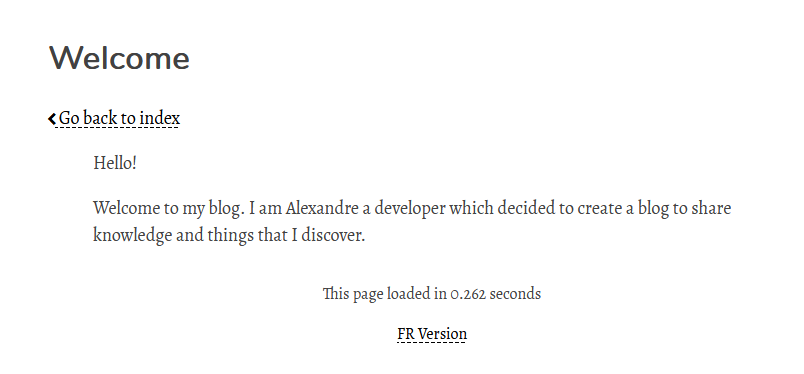 Welcome
Go back to index
Hello!
Welcome to my blog. I am Alexandre a developer which decided to create a blog to share
knowledge and things that I discover.
This page loaded in 0.262 seconds
FR Version